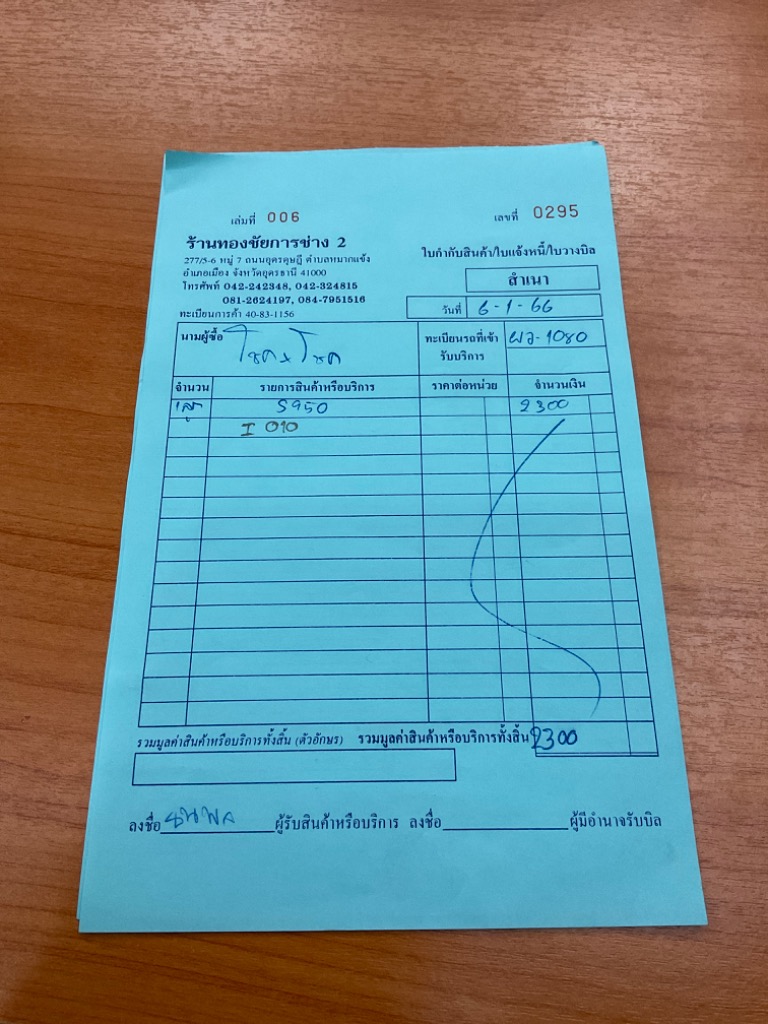 เล่มที่ 006
เลขที่ 0295
ร้านทองชัยการช่าง 2
277/5-6 หมู่ 7 ถนนอุดรดุษฎี ตำบลหมากแข้ง
อำเภอเมือง จังหวัดอุดรธานี 41000
โทรศัพท์ 042-242348, 042-324815
081-2624197, 084-7951516
ทะเบียนการค้า 40-83-1156
ใบกำกับสินค้า/ใบแจ้งหนี้/ใบวางบิล
สำเนา
วันที่ 6-1-66
นามผู้ซื้อ
ทะเบียนรถที่เข้ารับบริการ ผว-1080
จำนวน รายการสินค้าหรือบริการ ราคาต่อหน่วย จำนวนเงิน
S950 2300
I 010
รวมมูลค่าสินค้าหรือบริการทั้งสิ้น (ตัวอักษร) รวมมูลค่าสินค้าหรือบริการทั้งสิ้น 2300
ลงชื่อ ธนพล ผู้รับสินค้าหรือบริการ ลงชื่อ ผู้มีอำนาจรับบิล